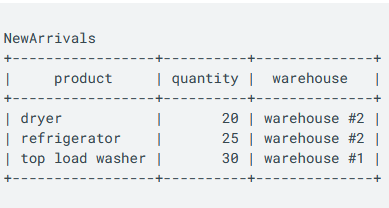 NewArrivals
+-----------------+----------+--------------+
|     product     | quantity |  warehouse   |
+-----------------+----------+--------------+
| dryer           |       20 | warehouse #2 |
| refrigerator    |       25 | warehouse #2 |
| top load washer |       30 | warehouse #1 |
+-----------------+----------+--------------+